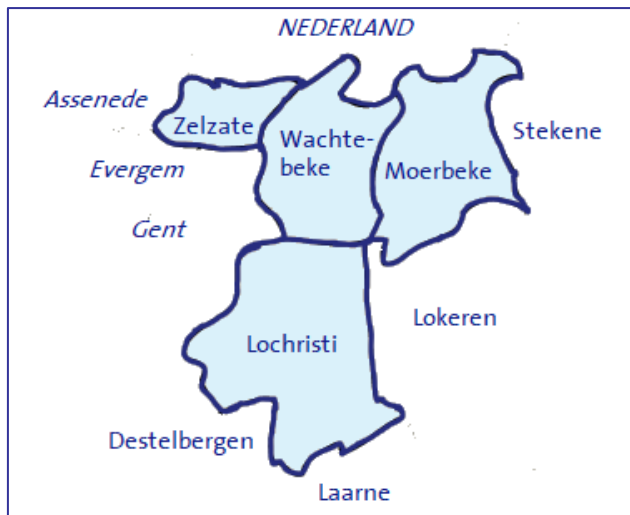 NEDERLAND
Assenede
Zelzate
Wachte-
beke
Stekene
Evergem
Moerbeke
Gent
Lokeren
Lochristi
Destelbergen
Laarne